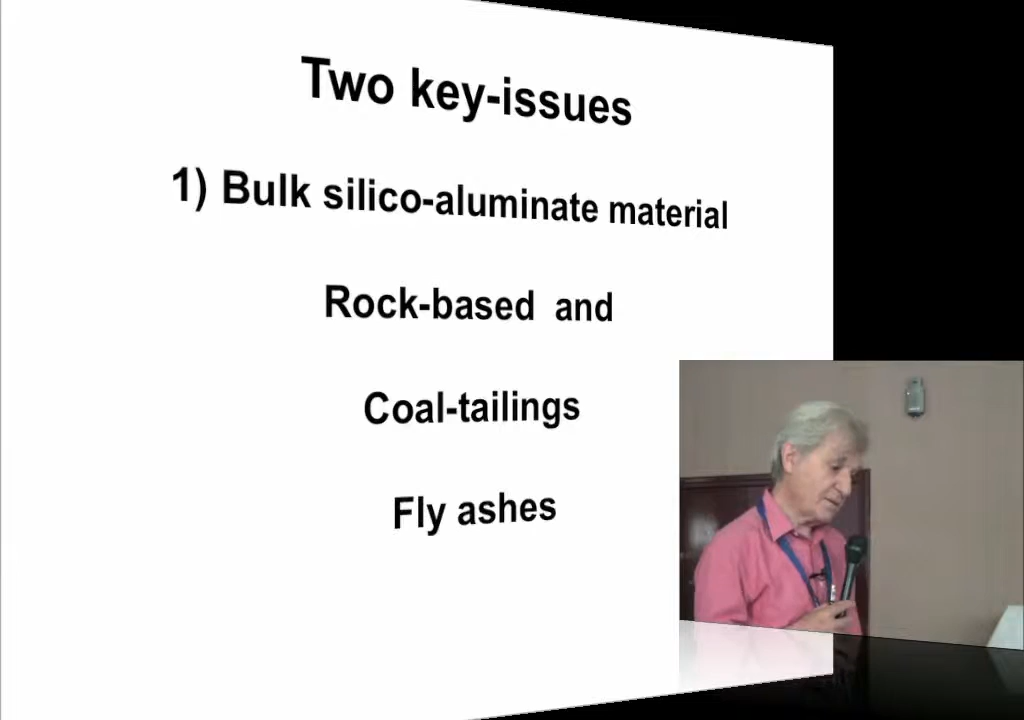 Two key-issues
1) Bulk silico-aluminate material
Rock-based and
Coal-tailings
Fly ashes